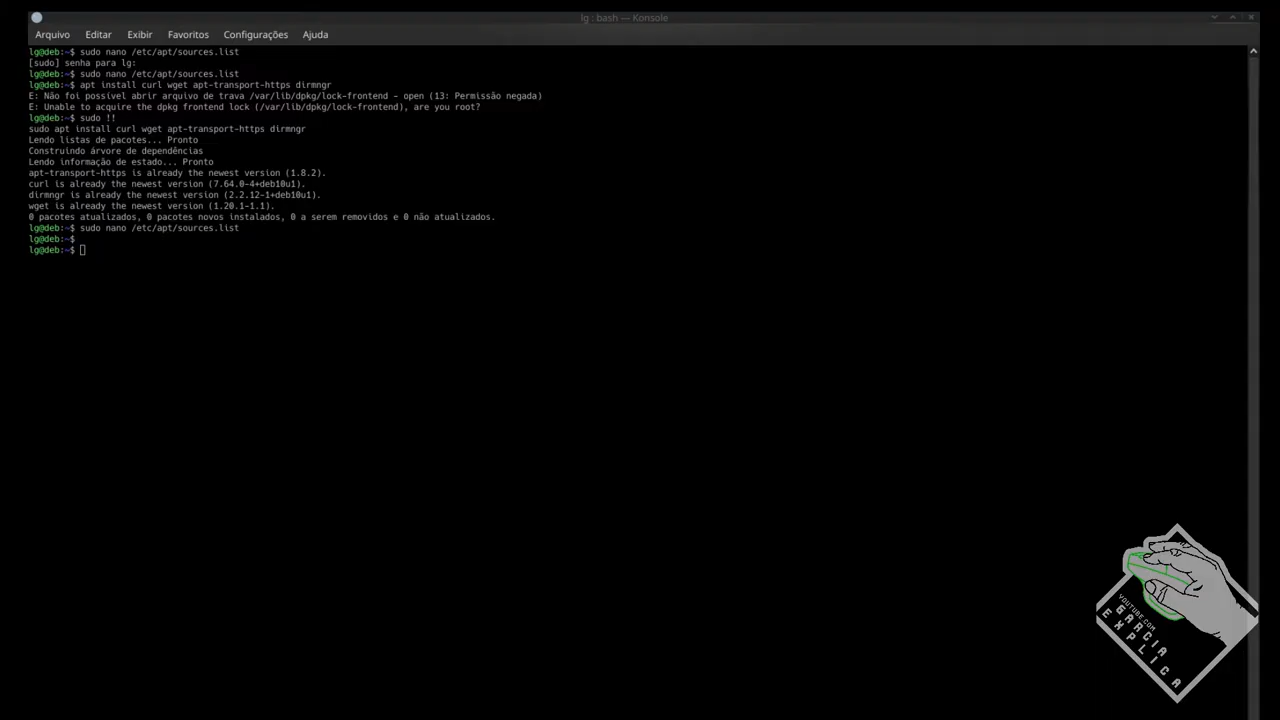 lg : bash — Konsole
Arquivo Editar Exibir Favoritos Configurações Ajuda
lg@deb:~$ sudo nano /etc/apt/sources.list
[sudo] senha para lg:
lg@deb:~$ sudo nano /etc/apt/sources.list
lg@deb:~$ apt install curl wget apt-transport-https dirmngr
E: Não foi possível abrir arquivo de trava /var/lib/dpkg/lock-frontend - open (13: Permissão negada)
E: Unable to acquire the dpkg frontend lock (/var/lib/dpkg/lock-frontend), are you root?
lg@deb:~$ sudo !!
sudo apt install curl wget apt-transport-https dirmngr
Lendo listas de pacotes... Pronto
Construindo árvore de dependências
Lendo informação de estado... Pronto
apt-transport-https is already the newest version (1.8.2).
curl is already the newest version (7.64.0-4+deb10u1).
dirmngr is already the newest version (2.2.12-1+deb10u1).
wget is already the newest version (1.20.1-1.1).
0 pacotes atualizados, 0 pacotes novos instalados, 0 a serem removidos e 0 não atualizados.
lg@deb:~$ sudo nano /etc/apt/sources.list
lg@deb:~$
lg@deb:~$
YOUTUBE.COM
GARCIA
EXPLICA